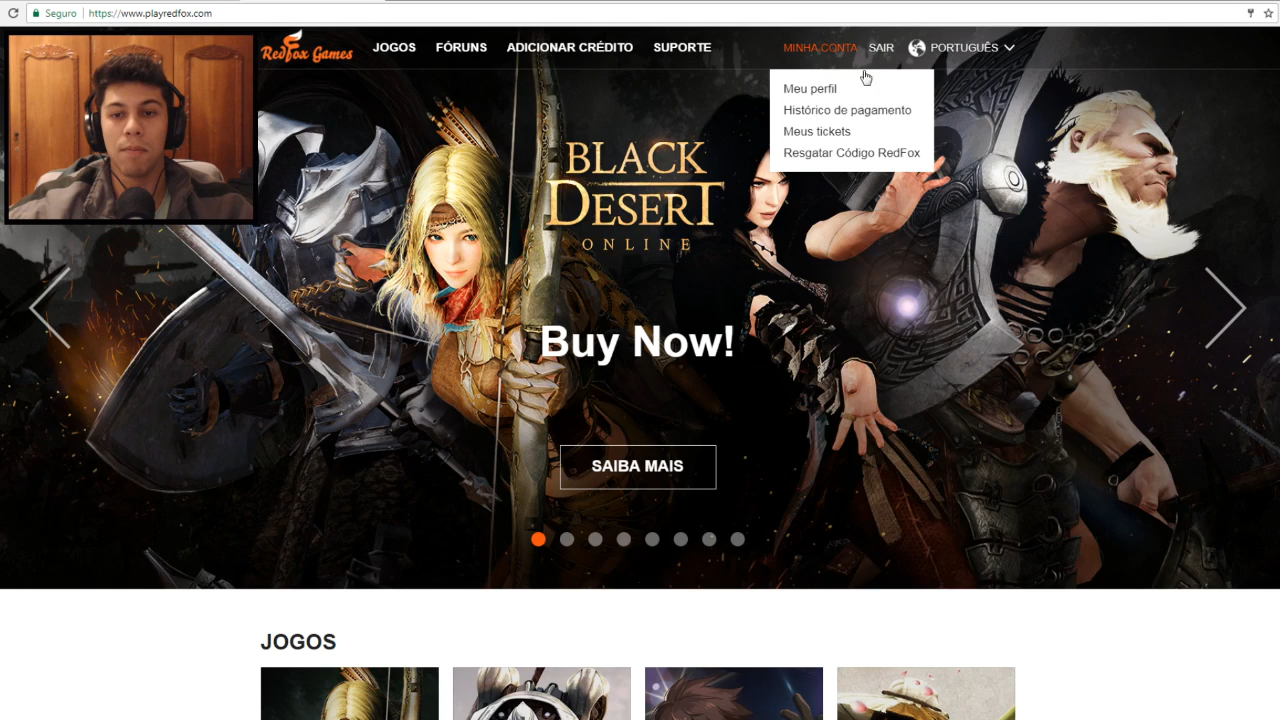 Seguro
https://www.playredfox.com
RedFox Games
JOGOS
FÓRUNS
ADICIONAR CRÉDITO
SUPORTE
MINHA CONTA
SAIR
PORTUGUÊS
Meu perfil
Histórico de pagamento
Meus tickets
Resgatar Código RedFox
BLACK
DESERT
ONLINE
Buy Now!
SAIBA MAIS
JOGOS